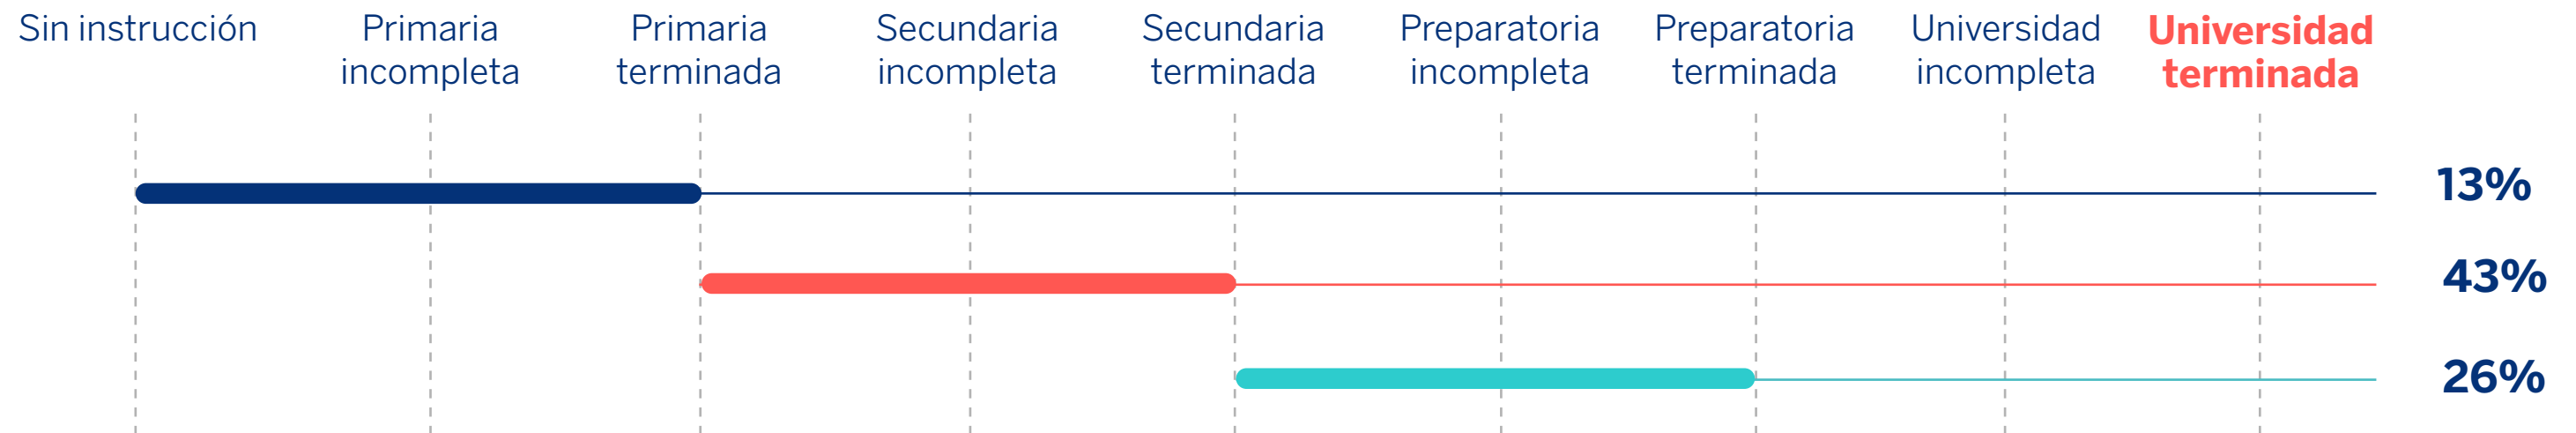 Sin instrucción
Primaria
incompleta
Primaria
terminada
Secundaria
incompleta
Secundaria
terminada
Preparatoria
incompleta
Preparatoria
terminada
Universidad
incompleta
Universidad
terminada
13%
43%
26%